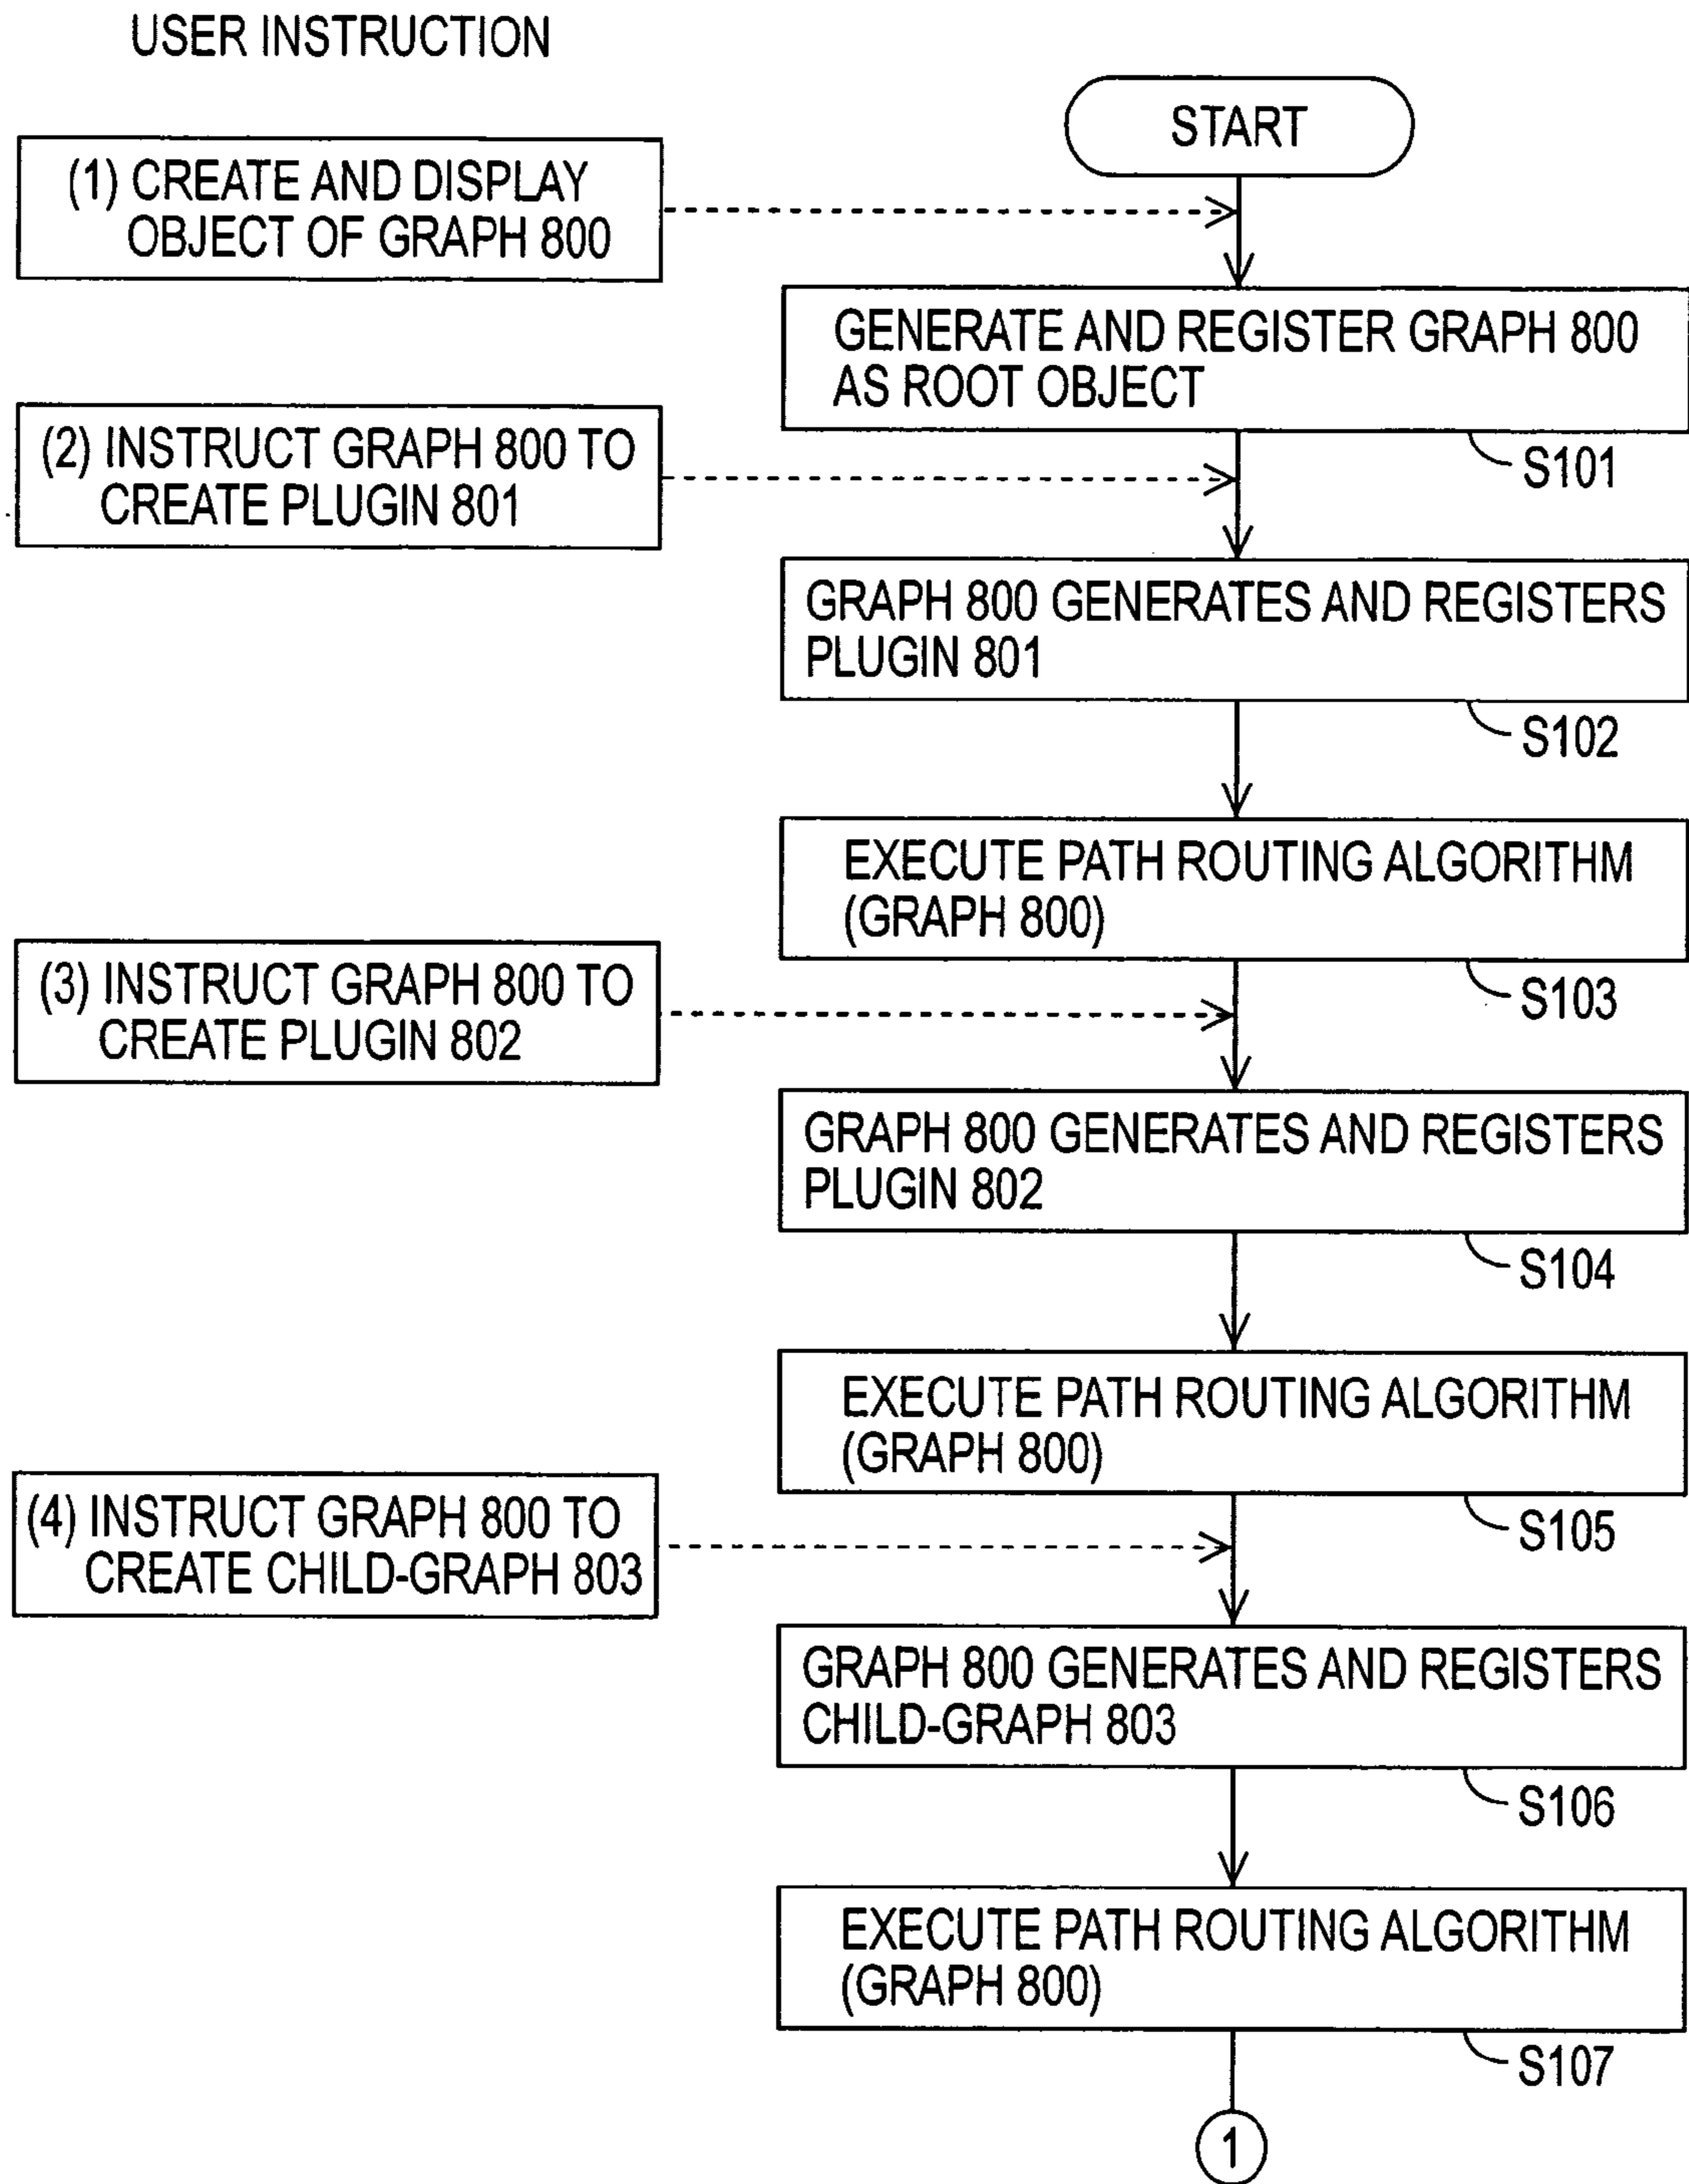 USER INSTRUCTION
START
(1) CREATE AND DISPLAY
OBJECT OF GRAPH 800
GENERATE AND REGISTER GRAPH 800
AS ROOT OBJECT
S101
(2) INSTRUCT GRAPH 800 TO
CREATE PLUGIN 801
GRAPH 800 GENERATES AND REGISTERS
PLUGIN 801
S102
EXECUTE PATH ROUTING ALGORITHM
(GRAPH 800)
S103
(3) INSTRUCT GRAPH 800 TO
CREATE PLUGIN 802
GRAPH 800 GENERATES AND REGISTERS
PLUGIN 802
S104
EXECUTE PATH ROUTING ALGORITHM
(GRAPH 800)
S105
(4) INSTRUCT GRAPH 800 TO
CREATE CHILD-GRAPH 803
GRAPH 800 GENERATES AND REGISTERS
CHILD-GRAPH 803
S106
EXECUTE PATH ROUTING ALGORITHM
(GRAPH 800)
S107
1